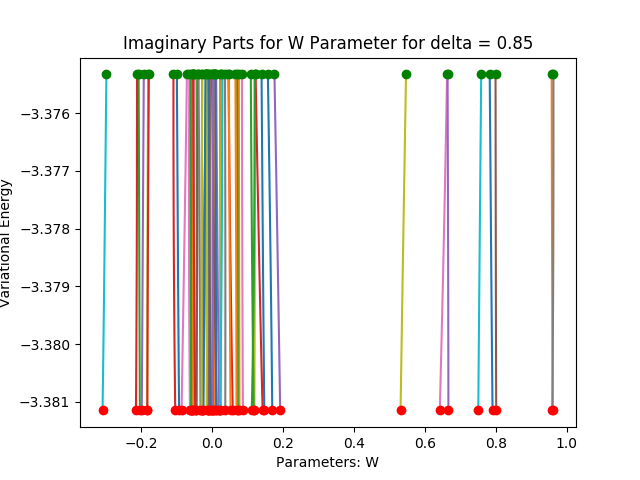 Imaginary Parts for W Parameter for delta = 0.85
Variational Energy
−3.376
−3.377
−3.378
−3.379
−3.380
−3.381
−0.2 0.0 0.2 0.4 0.6 0.8 1.0
Parameters: W